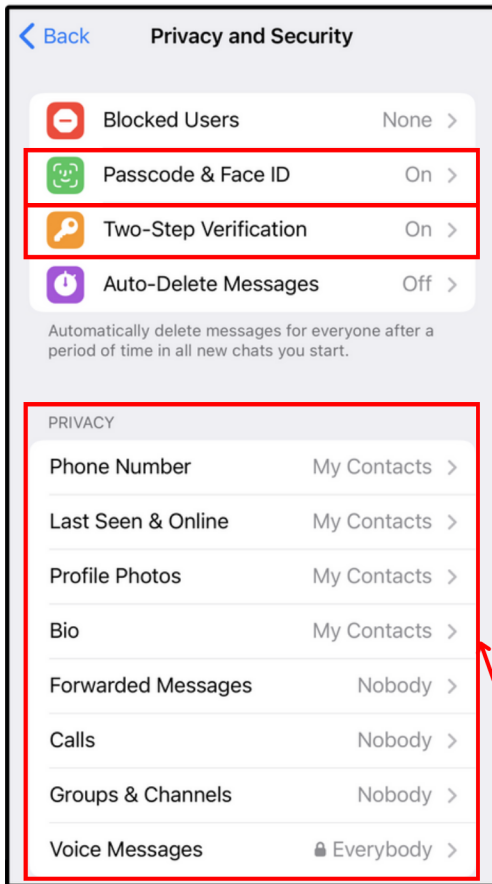 Back Privacy and Security
Blocked Users None
Passcode & Face ID On
Two-Step Verification On
Auto-Delete Messages Off
Automatically delete messages for everyone after a
period of time in all new chats you start.
PRIVACY
Phone Number My Contacts
Last Seen & Online My Contacts
Profile Photos My Contacts
Bio My Contacts
Forwarded Messages Nobody
Calls Nobody
Groups & Channels Nobody
Voice Messages Everybody